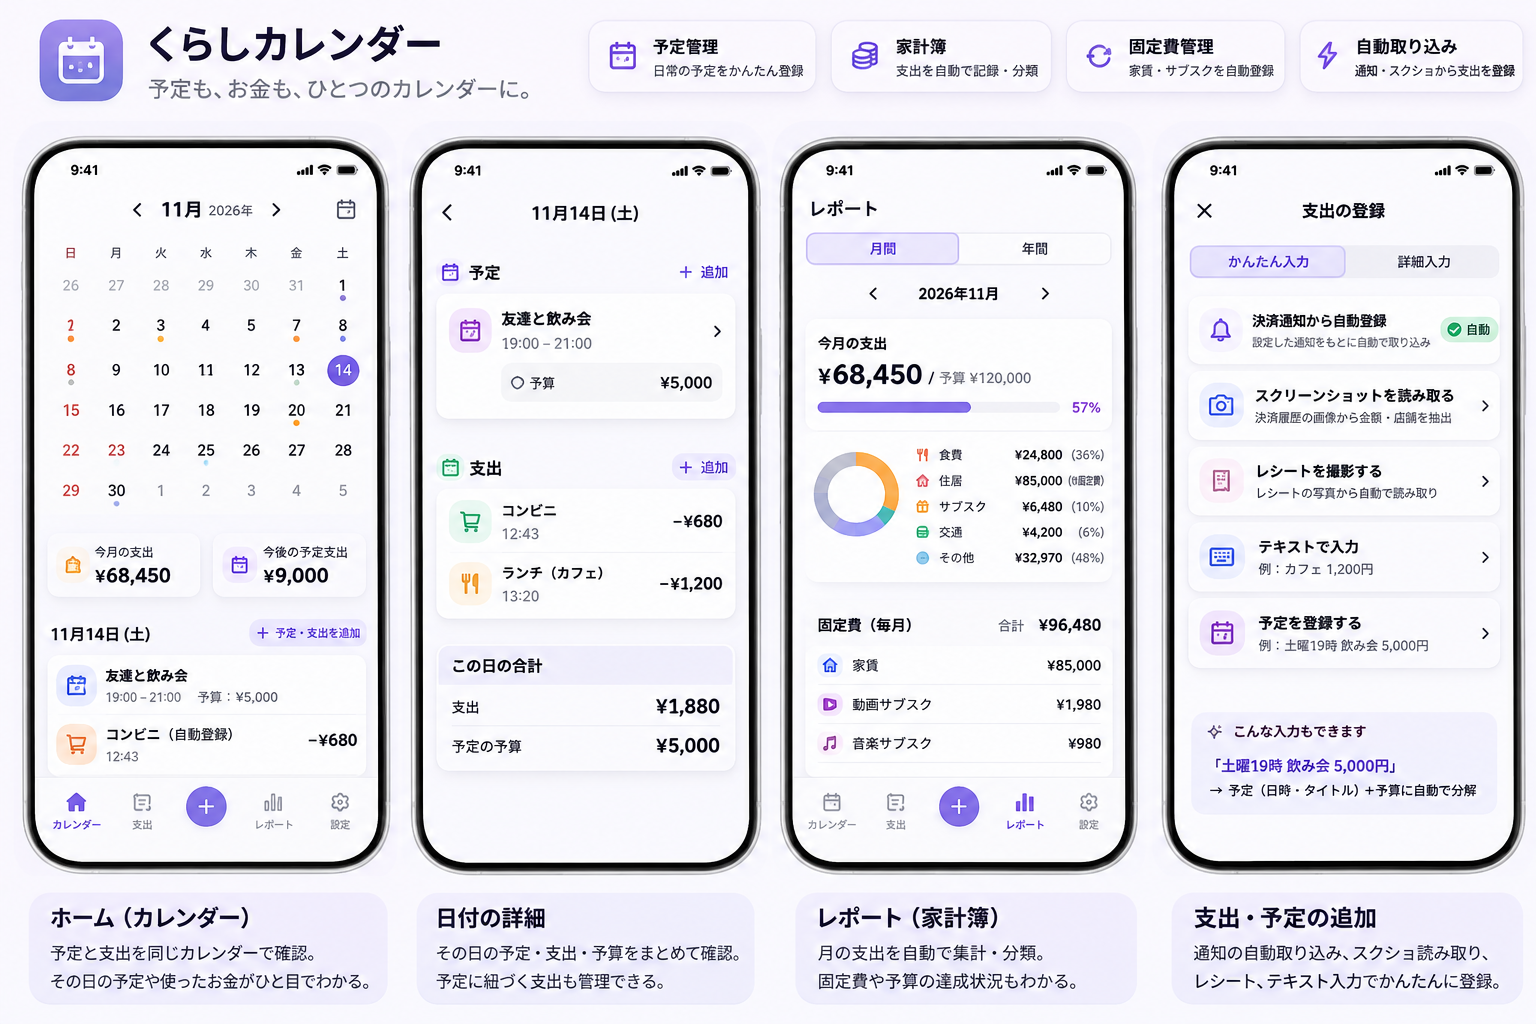 くらしカレンダー
予定も、お金も、ひとつのカレンダーに。
予定管理
日常の予定をかんたん登録
家計簿
支出を自動で記録・分類
固定費管理
家賃・サブスクを自動登録
自動取り込み
通知・スクショから支出を登録
9:41
11月 2026年
日 月 火 水 木 金 土
26 27 28 29 30 31 1
2 3 4 5 7 8
8 9 10 11 12 13 14
15 16 17 18 19 20 21
22 23 24 25 26 27 28
29 30 1 2 3 4 5
今月の支出
¥68,450
今後の予定支出
¥9,000
11月14日 (土)
+ 予定・支出を追加
友達と飲み会
19:00 – 21:00 予算：¥5,000
コンビニ（自動登録）
12:43
−¥680
カレンダー 支出 レポート 設定
9:41
11月14日 (土)
予定
+ 追加
友達と飲み会
19:00 – 21:00
予算 ¥5,000
支出
+ 追加
コンビニ
12:43
−¥680
ランチ（カフェ）
13:20
−¥1,200
この日の合計
支出 ¥1,880
予定の予算 ¥5,000
9:41
レポート
月間 年間
2026年11月
今月の支出
¥68,450 / 予算 ¥120,000
57%
食費 ¥24,800 (36%)
住居 ¥85,000
サブスク ¥6,480 (10%)
交通 ¥4,200 (6%)
その他 ¥32,970 (48%)
固定費（毎月） 合計 ¥96,480
家賃 ¥85,000
動画サブスク ¥1,980
音楽サブスク ¥980
カレンダー 支出 レポート 設定
9:41
支出の登録
かんたん入力 詳細入力
決済通知から自動登録
設定した通知をもとに自動で取り込み
自動
スクリーンショットを読み取る
決済履歴の画像から金額・店舗を抽出
レシートを撮影する
レシートの写真から自動で読み取り
テキストで入力
例：カフェ 1,200円
予定を登録する
例：土曜19時 飲み会 5,000円
こんな入力もできます
「土曜19時 飲み会 5,000円」
→ 予定（日時・タイトル）+予算に自動で分解
ホーム（カレンダー）
予定と支出を同じカレンダーで確認。
その日の予定や使ったお金がひと目でわかる。
日付の詳細
その日の予定・支出・予算をまとめて確認。
予定に紐づく支出も管理できる。
レポート（家計簿）
月の支出を自動で集計・分類。
固定費や予算の達成状況もわかる。
支出・予定の追加
通知の自動取り込み、スクショ読み取り、
レシート、テキスト入力でかんたんに登録。